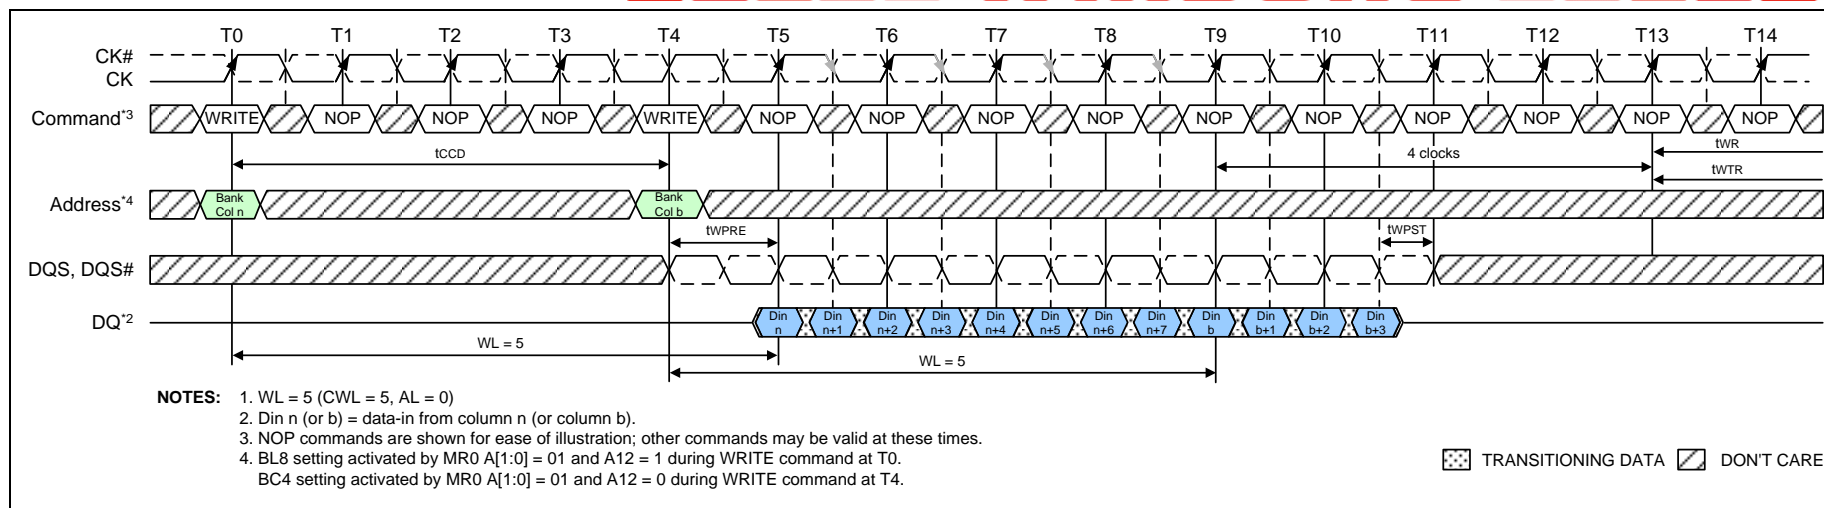 T0 T1 T2 T3 T4 T5 T6 T7 T8 T9 T10 T11 T12 T13 T14
CK#
CK
Command*3 WRITE NOP NOP NOP WRITE NOP NOP NOP NOP NOP NOP NOP NOP NOP NOP
tCCD 4 clocks tWR
tWTR
Address*4 Bank Col n Bank Col b
tWPRE tWPST
DQS, DQS#
DQ*2 Din n Din n+1 Din n+2 Din n+3 Din n+4 Din n+5 Din n+6 Din n+7 Din b Din b+1 Din b+2 Din b+3
WL = 5
WL = 5
NOTES: 1. WL = 5 (CWL = 5, AL = 0)
2. Din n (or b) = data-in from column n (or column b).
3. NOP commands are shown for ease of illustration; other commands may be valid at these times.
4. BL8 setting activated by MR0 A[1:0] = 01 and A12 = 1 during WRITE command at T0.
BC4 setting activated by MR0 A[1:0] = 01 and A12 = 0 during WRITE command at T4.
TRANSITIONING DATA DON'T CARE